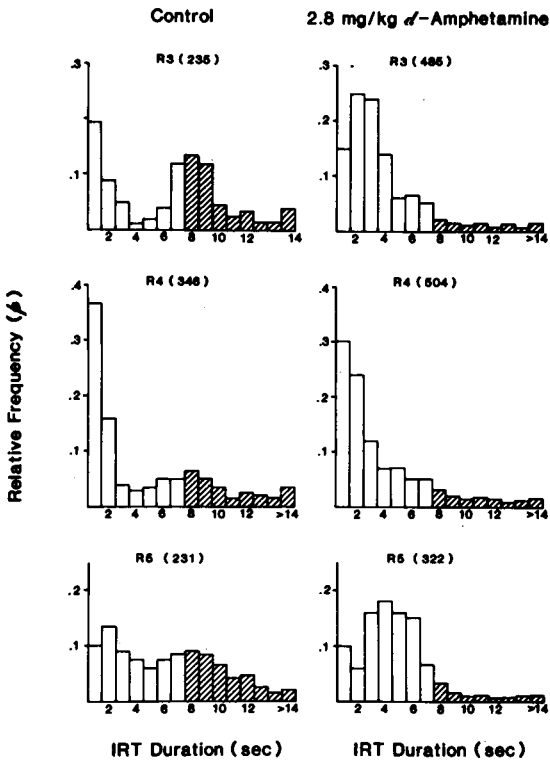 Control
2.8 mg/kg d-Amphetamine
Relative Frequency (p)
R3 (235)
.3
.2
.1
2 4 6 8 10 12 14
R3 (485)
.3
.2
.1
2 4 6 8 10 12 >14
R4 (346)
.4
.3
.2
.1
2 4 6 8 10 12 >14
R4 (504)
.4
.3
.2
.1
2 4 6 8 10 12 >14
R5 (231)
.2
.1
2 4 6 8 10 12 >14
R5 (322)
.2
.1
2 4 6 8 10 12 >14
IRT Duration (sec)
IRT Duration (sec)